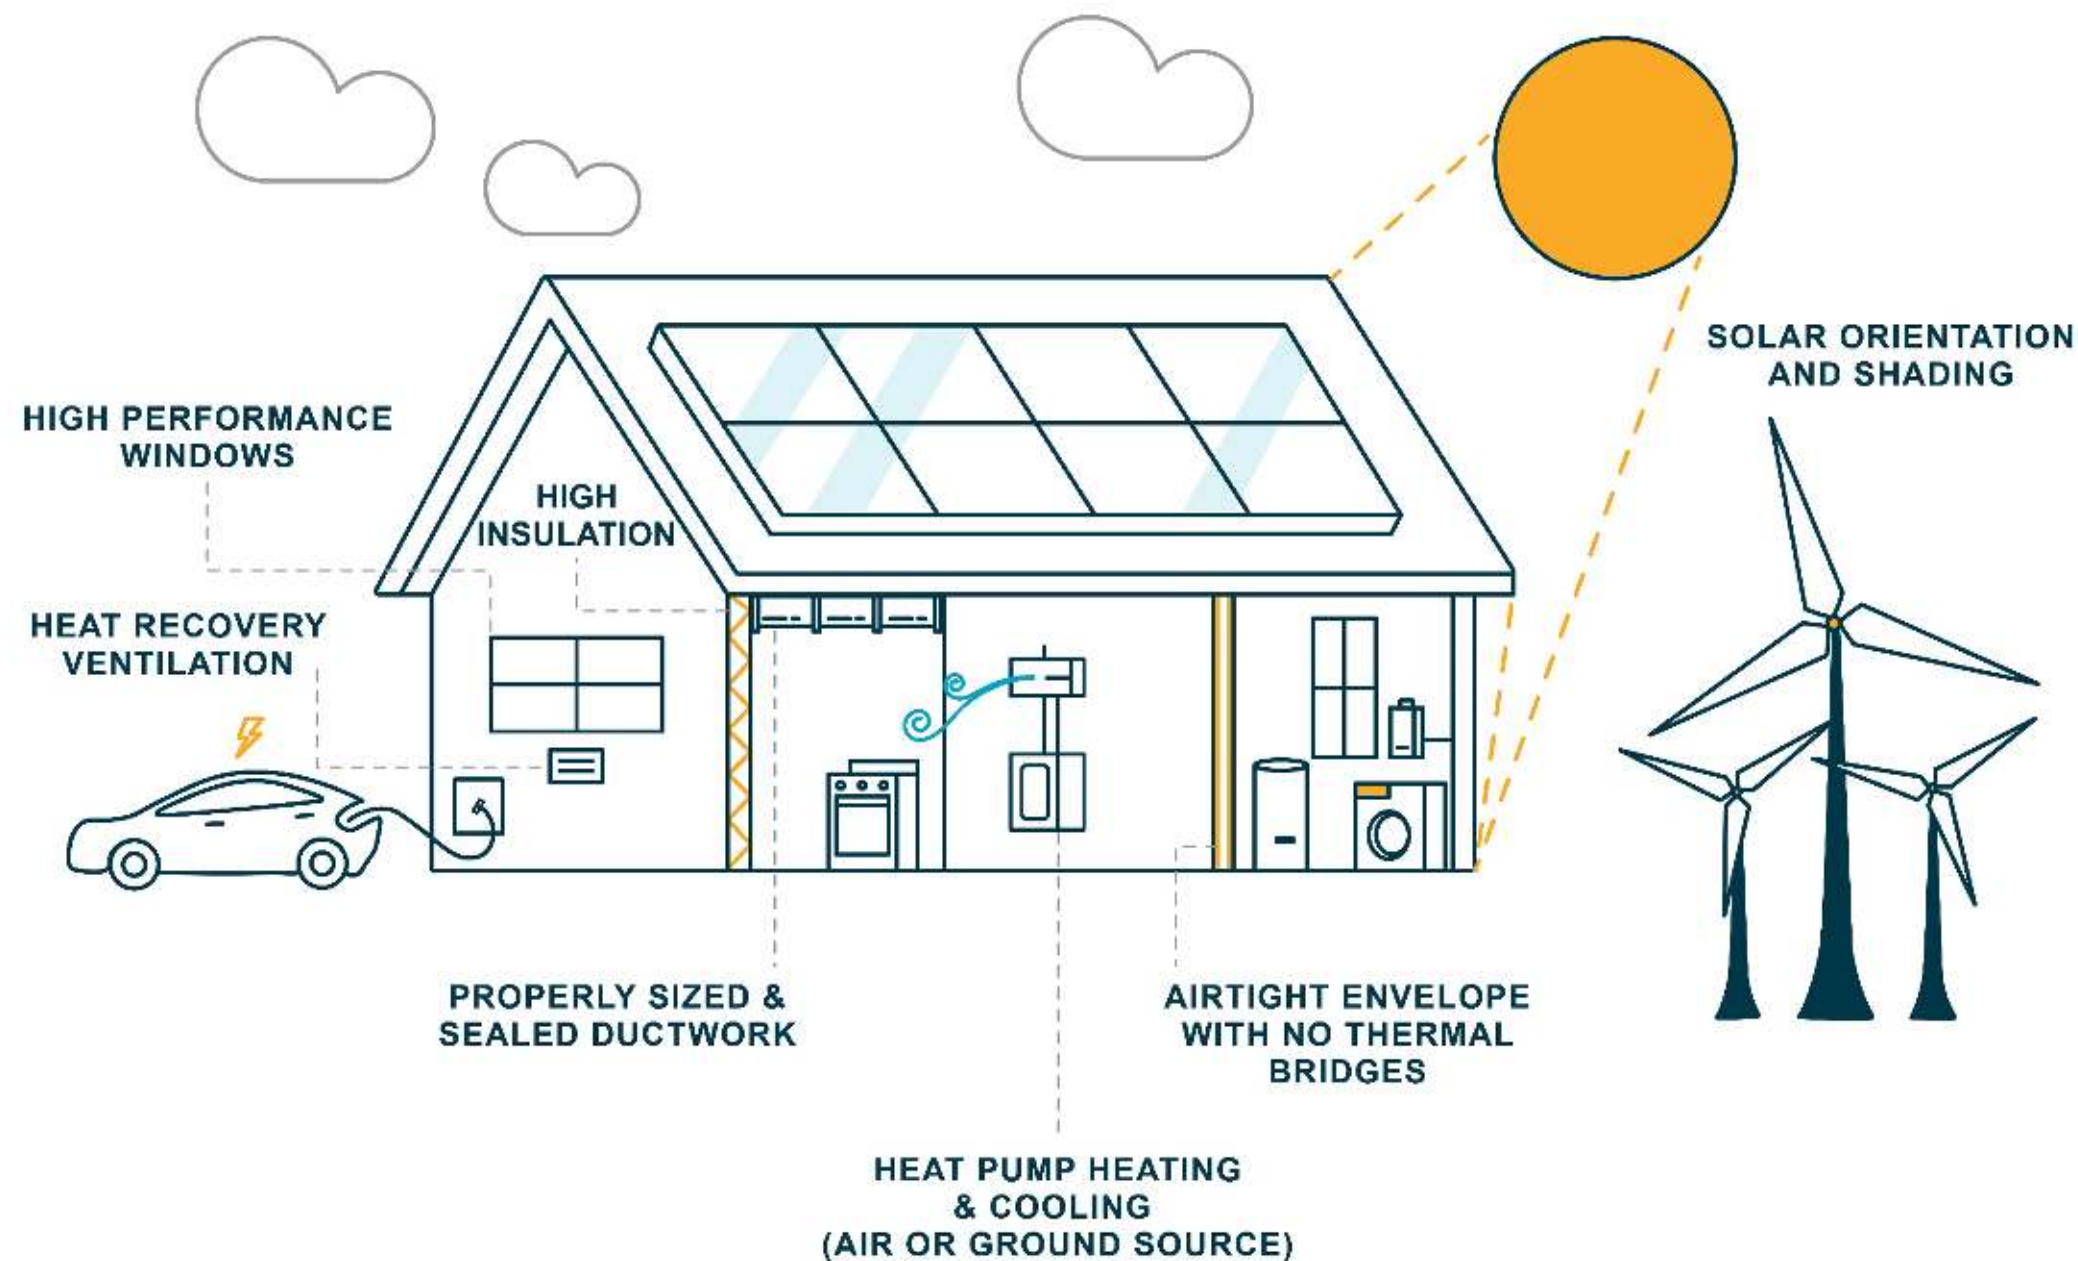 SOLAR ORIENTATION
AND SHADING
HIGH PERFORMANCE
WINDOWS
HIGH
INSULATION
HEAT RECOVERY
VENTILATION
PROPERLY SIZED &
SEALED DUCTWORK
AIRTIGHT ENVELOPE
WITH NO THERMAL
BRIDGES
HEAT PUMP HEATING
& COOLING
(AIR OR GROUND SOURCE)